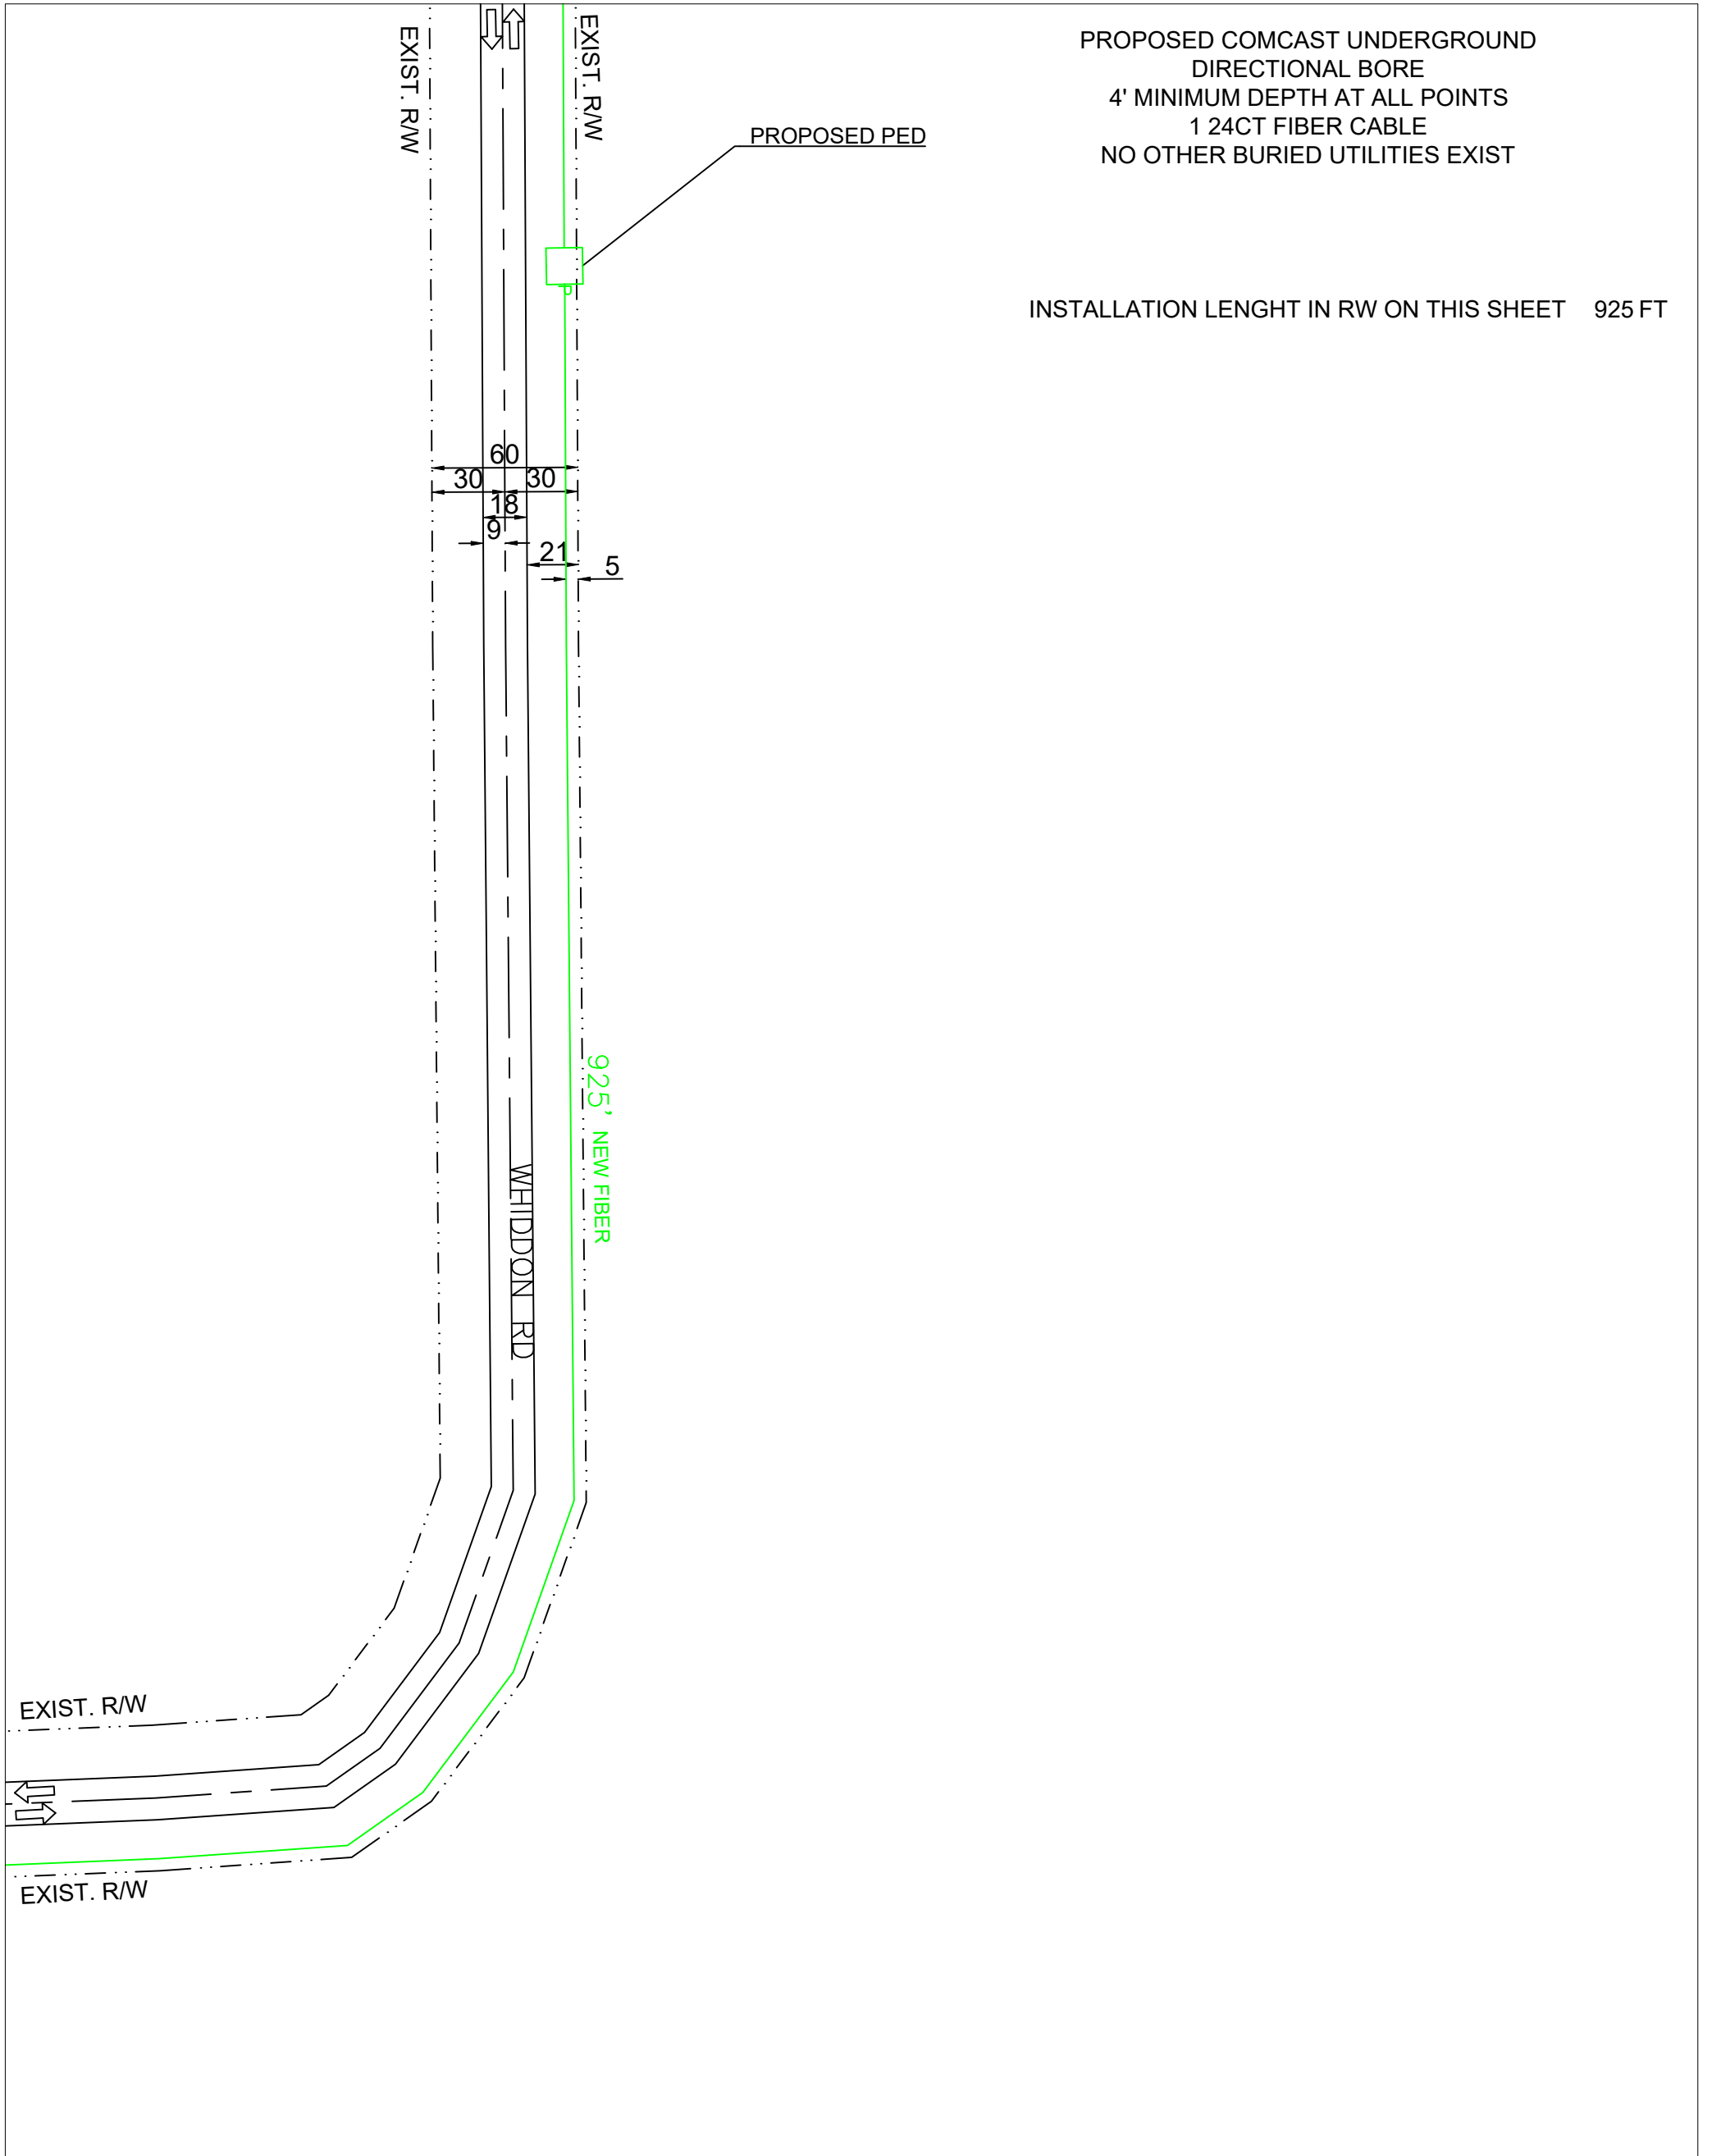 PROPOSED COMCAST UNDERGROUND
DIRECTIONAL BORE
4' MINIMUM DEPTH AT ALL POINTS
1 24CT FIBER CABLE
NO OTHER BURIED UTILITIES EXIST
EXIST. R/W
EXIST. R/W
PROPOSED PED
P
INSTALLATION LENGHT IN RW ON THIS SHEET 925 FT
60
30 30
18
9
21
5
925' NEW FIBER
WHIDDON RD
EXIST. R/W
EXIST. R/W